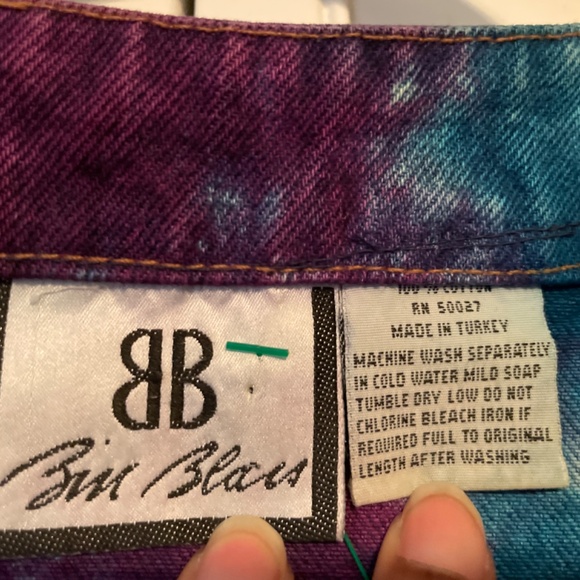 BB
Bill Blass
100% COTTON
RN 50027
MADE IN TURKEY
MACHINE WASH SEPARATELY
IN COLD WATER MILD SOAP
TUMBLE DRY LOW DO NOT
CHLORINE BLEACH IRON IF
REQUIRED FULL TO ORIGINAL
LENGTH AFTER WASHING